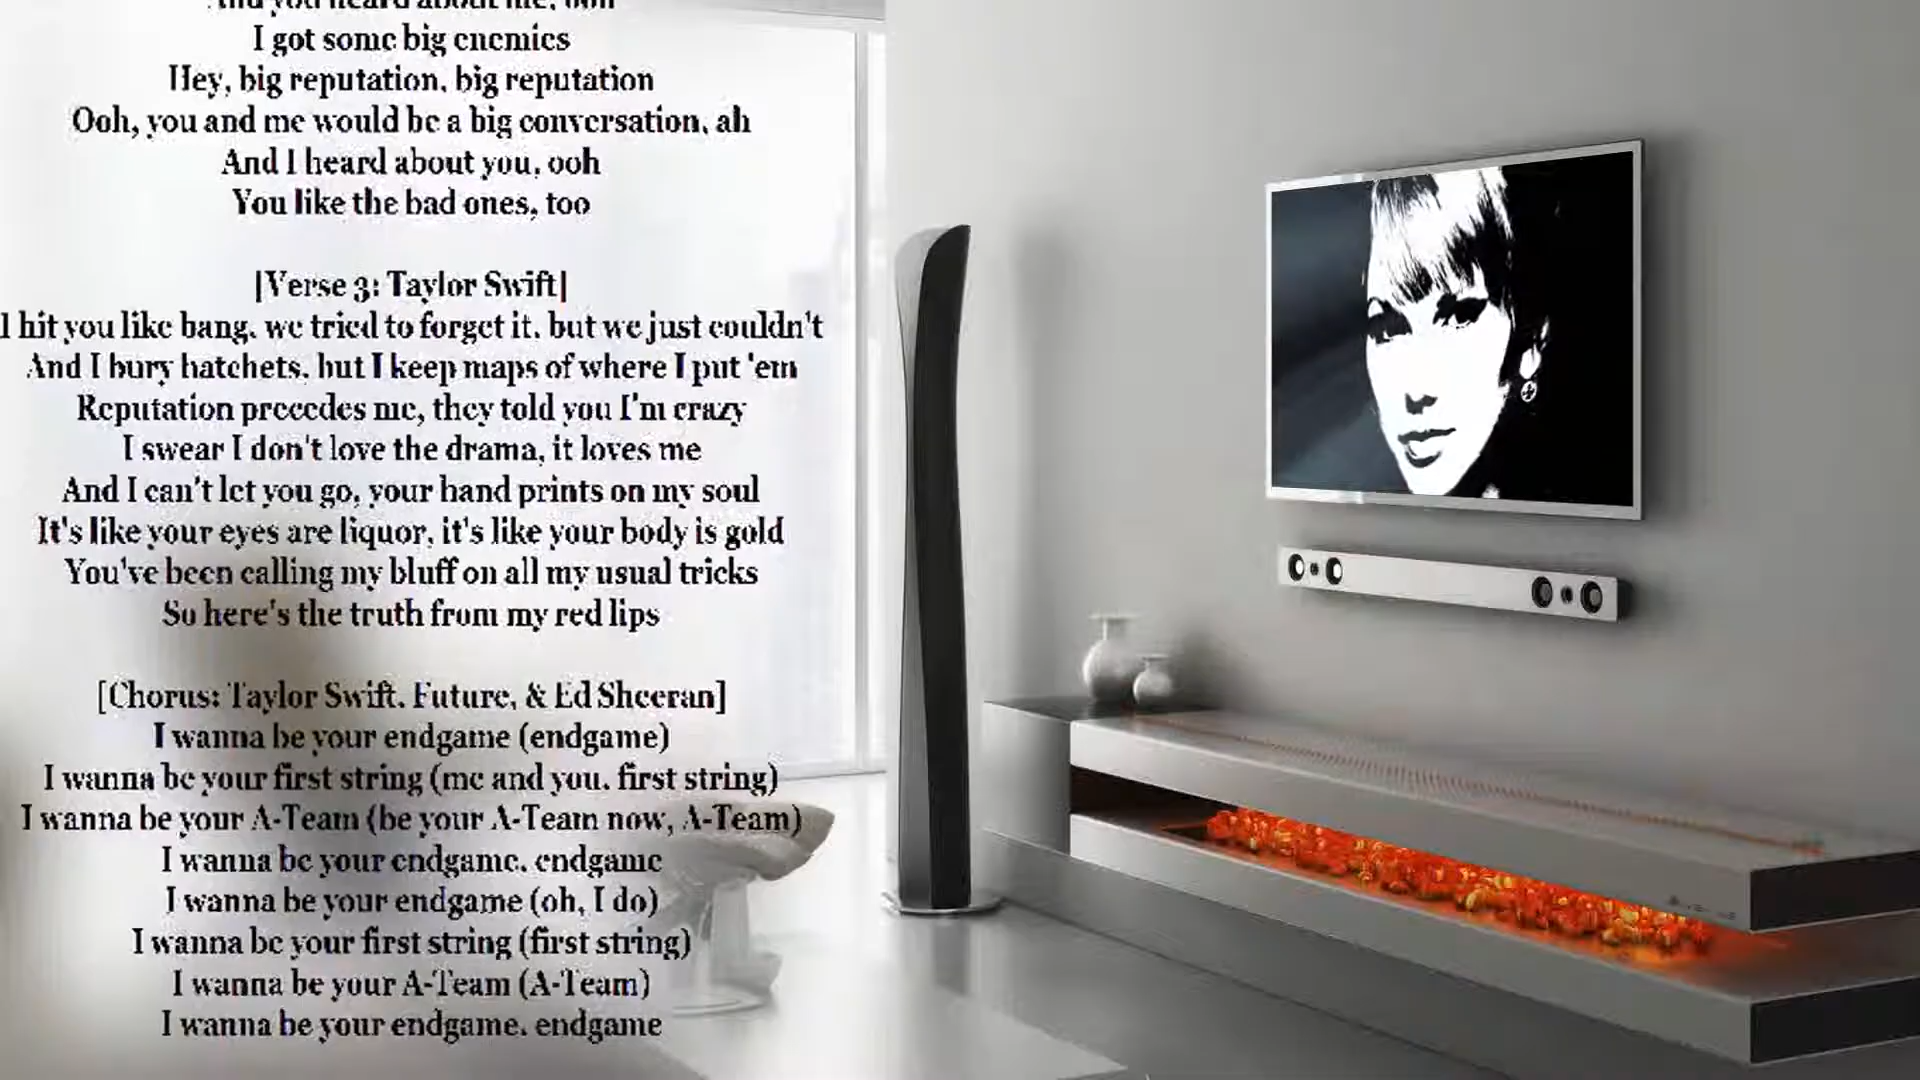 And you heard about me, ooh
I got some big enemies
Hey, big reputation, big reputation
Ooh, you and me would be a big conversation, ah
And I heard about you, ooh
You like the bad ones, too
[Verse 3: Taylor Swift]
I hit you like bang, we tried to forget it, but we just couldn't
And I bury hatchets, but I keep maps of where I put 'em
Reputation precedes me, they told you I'm crazy
I swear I don't love the drama, it loves me
And I can't let you go, your hand prints on my soul
It's like your eyes are liquor, it's like your body is gold
You've been calling my bluff on all my usual tricks
So here's the truth from my red lips
[Chorus: Taylor Swift, Future, & Ed Sheeran]
I wanna be your endgame (endgame)
I wanna be your first string (me and you, first string)
I wanna be your A-Team (be your A-Team now, A-Team)
I wanna be your endgame, endgame
I wanna be your endgame (oh, I do)
I wanna be your first string (first string)
I wanna be your A-Team (A-Team)
I wanna be your endgame, endgame